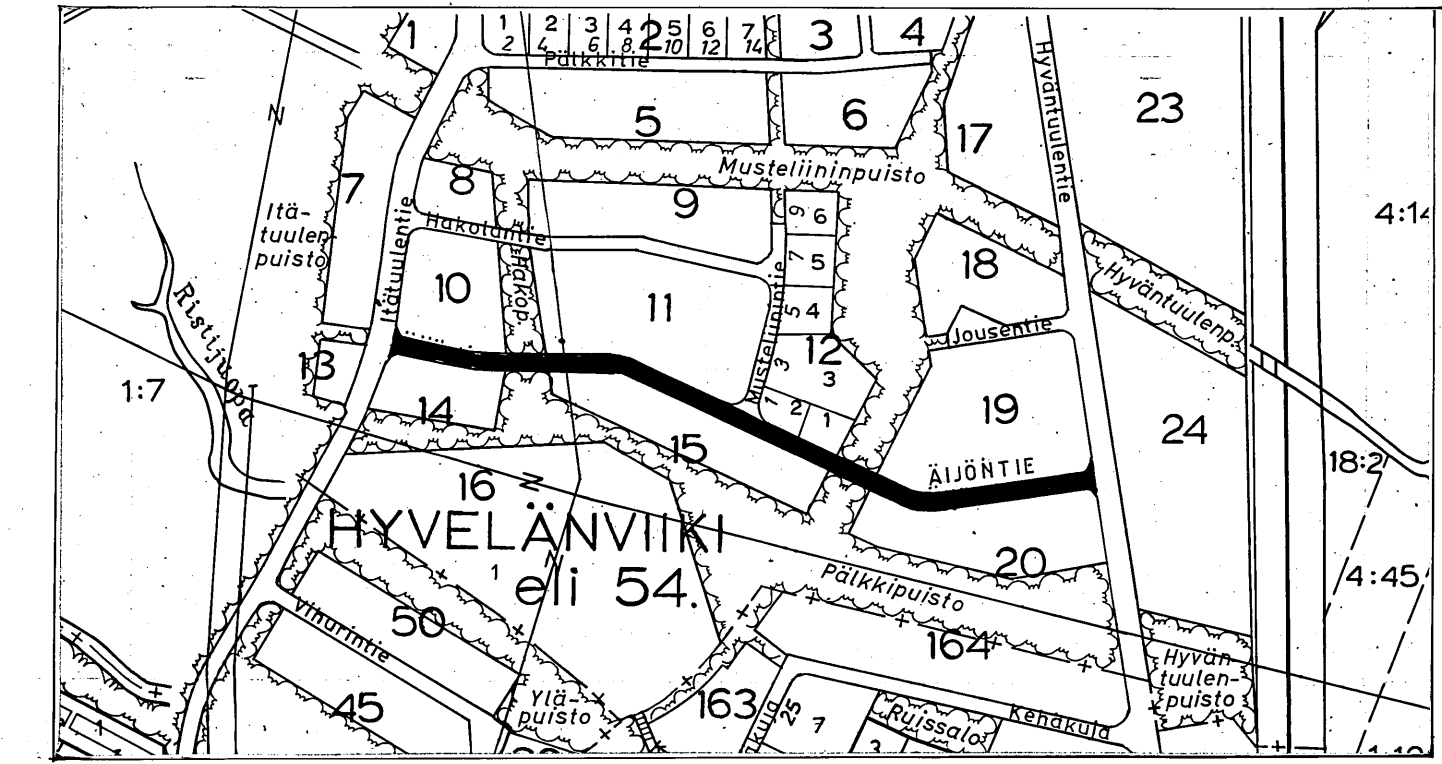 1
1 2 3 4 5 6 7
2 4 6 8 10 12 14
2
3
4
Pälkkitie
Hyväntuulentie
23
5
6
17
Musteliininpuisto
7
8
9
9 6
4:14
Itä-
tuulen-
puisto
Itätuulentie
Hakolantie
Hakop.
7 5
18
Hyväntuulenp.
10
11
Musteliinintie
5 4
Jousentie
Ristijuopa
12
3
3
13
1:7
14
1 2 1
19
24
15
ÄIJÖNTIE
18:2
16
HYVELÄNVIIKI
eli 54.
1
20
Pälkkipuisto
4:45
Vihurintie
50
164
Hyvän
tuulen-
puisto
45
Ylä-
puisto
163
25
7
Ruissalo
3
Kehäkuja
kuja
1